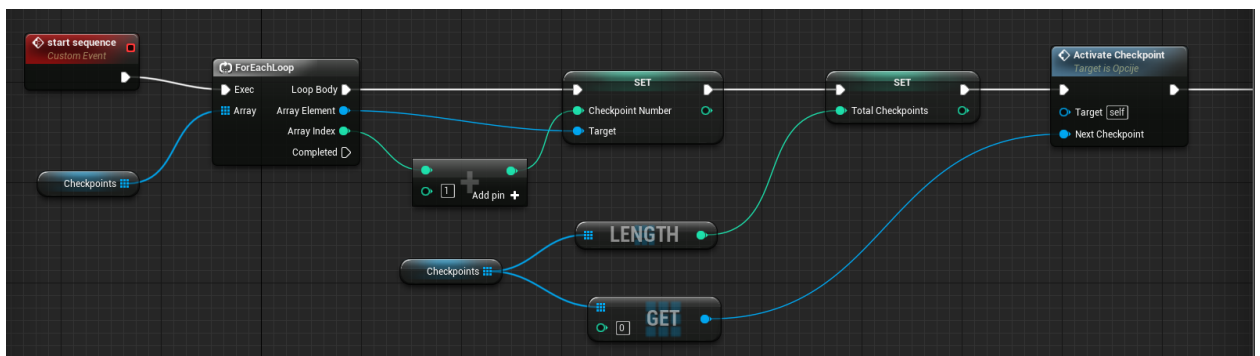 start sequence
Custom Event
ForEachLoop
Exec
Loop Body
Array
Array Element
Array Index
Completed
Checkpoints
1
Add pin +
SET
Checkpoint Number
Target
SET
Total Checkpoints
Activate Checkpoint
Target is Opcije
Target self
Next Checkpoint
Checkpoints
LENGTH
0
GET